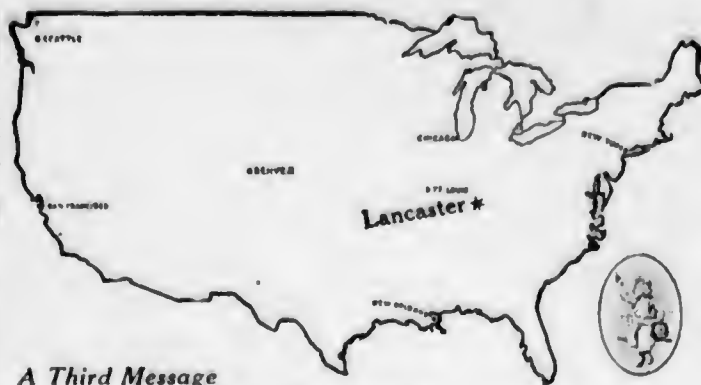 SEATTLE
CHICAGO
NEW YORK
DENVER
ST. LOUIS
Lancaster *
SAN FRANCISCO
NEW ORLEANS
A Third Message